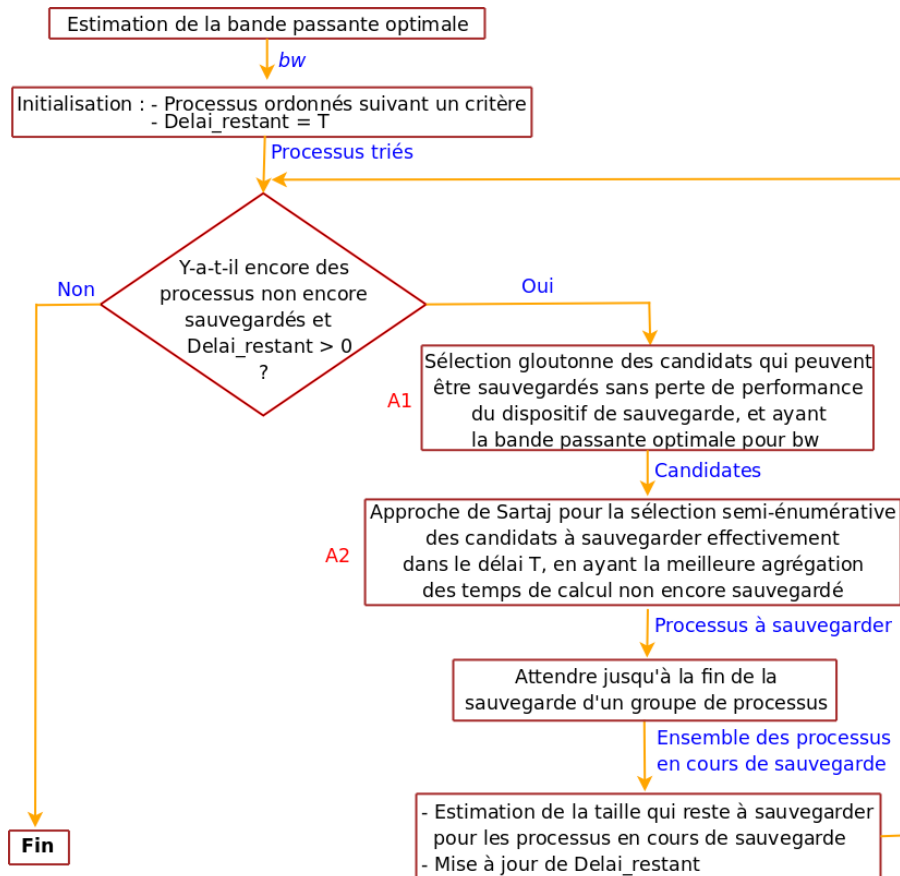 Estimation de la bande passante optimale
bw
Initialisation : - Processus ordonnés suivant un critère
- Delai_restant = T
Processus triés
Y-a-t-il encore des
processus non encore
sauvegardés et
Delai_restant > 0
?
Non
Oui
Sélection gloutonne des candidats qui peuvent
être sauvegardés sans perte de performance
du dispositif de sauvegarde, et ayant
la bande passante optimale pour bw
A1
Candidates
Approche de Sartaj pour la sélection semi-énumérative
des candidats à sauvegarder effectivement
dans le délai T, en ayant la meilleure agrégation
des temps de calcul non encore sauvegardé
A2
Processus à sauvegarder
Attendre jusqu'à la fin de la
sauvegarde d'un groupe de processus
Ensemble des processus
en cours de sauvegarde
- Estimation de la taille qui reste à sauvegarder
pour les processus en cours de sauvegarde
- Mise à jour de Delai_restant
Fin